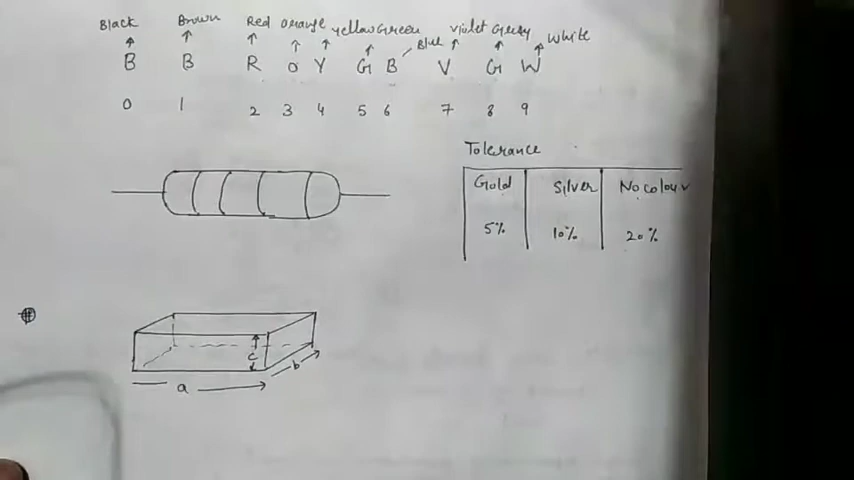 Black Brown Red orange yellow Green Blue violet Grey White
B B R O Y G B V G W
0 1 2 3 4 5 6 7 8 9
Tolerance
Gold Silver No colour
5% 10% 20%
c
b
a